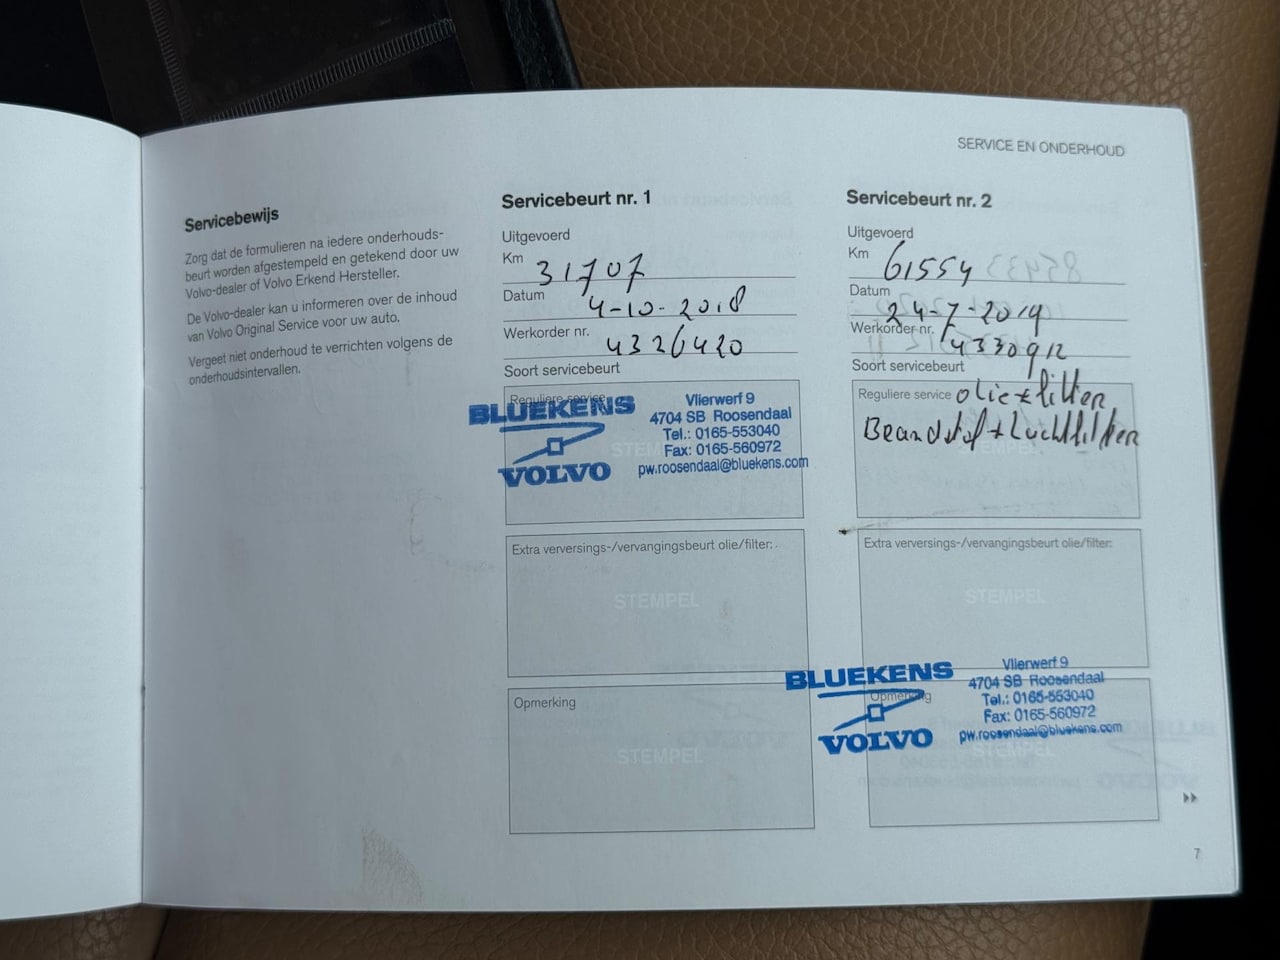 SERVICE EN ONDERHOUD
Servicebewijs
Zorg dat de formulieren na iedere onderhouds-
beurt worden afgestempeld en getekend door uw
Volvo-dealer of Volvo Erkend Hersteller.
De Volvo-dealer kan u informeren over de inhoud
van Volvo Original Service voor uw auto.
Vergeet niet onderhoud te verrichten volgens de
onderhoudsintervallen.
Servicebeurt nr. 1
Uitgevoerd
Km 31707
Datum 4-10-2018
Werkorder nr. 4326420
Soort servicebeurt
Reguliere service
BLUEKENS
VOLVO
Vlierwerf 9
4704 SB Roosendaal
Tel.: 0165-553040
Fax: 0165-560972
pw.roosendaal@bluekens.com
STEMPEL
Extra verversings-/vervangingsbeurt olie/filter:
STEMPEL
Opmerking
STEMPEL
Servicebeurt nr. 2
Uitgevoerd
Km 61554
Datum 24-7-2019
Werkorder nr. 4330912
Soort servicebeurt
Reguliere service olie+filter
Brandstof+Luchtfilter
STEMPEL
Extra verversings-/vervangingsbeurt olie/filter:
STEMPEL
Opmerking
BLUEKENS
VOLVO
Vlierwerf 9
4704 SB Roosendaal
Tel.: 0165-553040
Fax: 0165-560972
pw.roosendaal@bluekens.com
STEMPEL
7